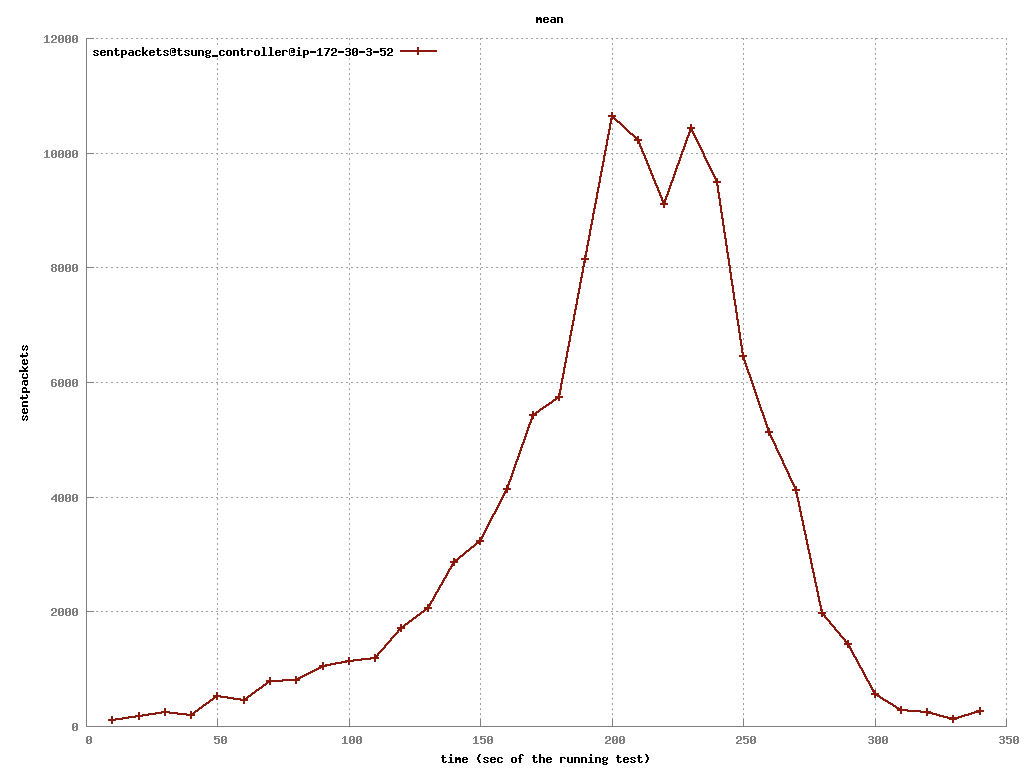 mean
sentpackets@tsung_controller@ip-172-30-3-52
12000
10000
8000
6000
4000
2000
0
sentpackets
0 50 100 150 200 250 300 350
time (sec of the running test)